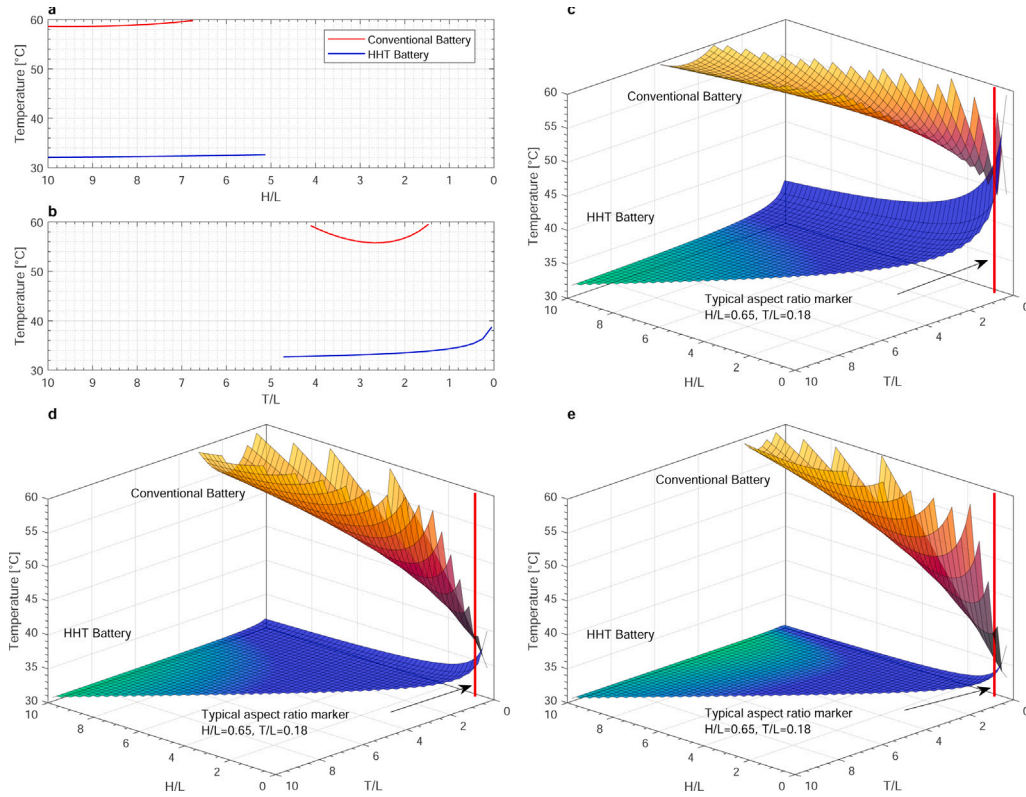 a
60
50
40
30
Temperature [°C]
Conventional Battery
HHT Battery
10 9 8 7 6 5 4 3 2 1 0
H/L
b
60
50
40
30
Temperature [°C]
10 9 8 7 6 5 4 3 2 1 0
T/L
c
60
55
50
45
40
35
30
Temperature [°C]
Conventional Battery
HHT Battery
Typical aspect ratio marker
H/L=0.65, T/L=0.18
10 8 6 4 2 0
H/L
10 8 6 4 2 0
T/L
d
60
55
50
45
40
35
30
Temperature [°C]
Conventional Battery
HHT Battery
Typical aspect ratio marker
H/L=0.65, T/L=0.18
10 8 6 4 2 0
H/L
10 8 6 4 2 0
T/L
e
60
55
50
45
40
35
30
Temperature [°C]
Conventional Battery
HHT Battery
Typical aspect ratio marker
H/L=0.65, T/L=0.18
10 8 6 4 2 0
H/L
10 8 6 4 2 0
T/L